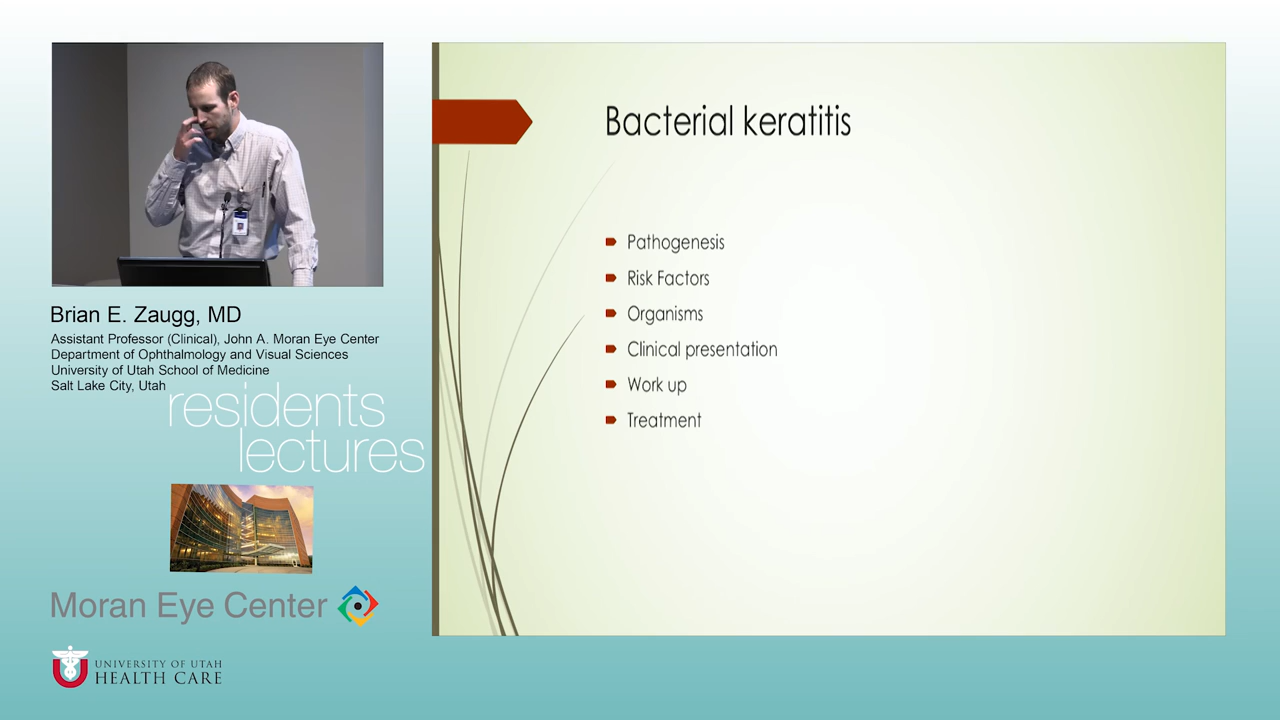 Brian E. Zaugg, MD
Assistant Professor (Clinical), John A. Moran Eye Center
Department of Ophthalmology and Visual Sciences
University of Utah School of Medicine
Salt Lake City, Utah
residents
lectures
Moran Eye Center
UNIVERSITY OF UTAH
HEALTH CARE
Bacterial keratitis
Pathogenesis
Risk Factors
Organisms
Clinical presentation
Work up
Treatment